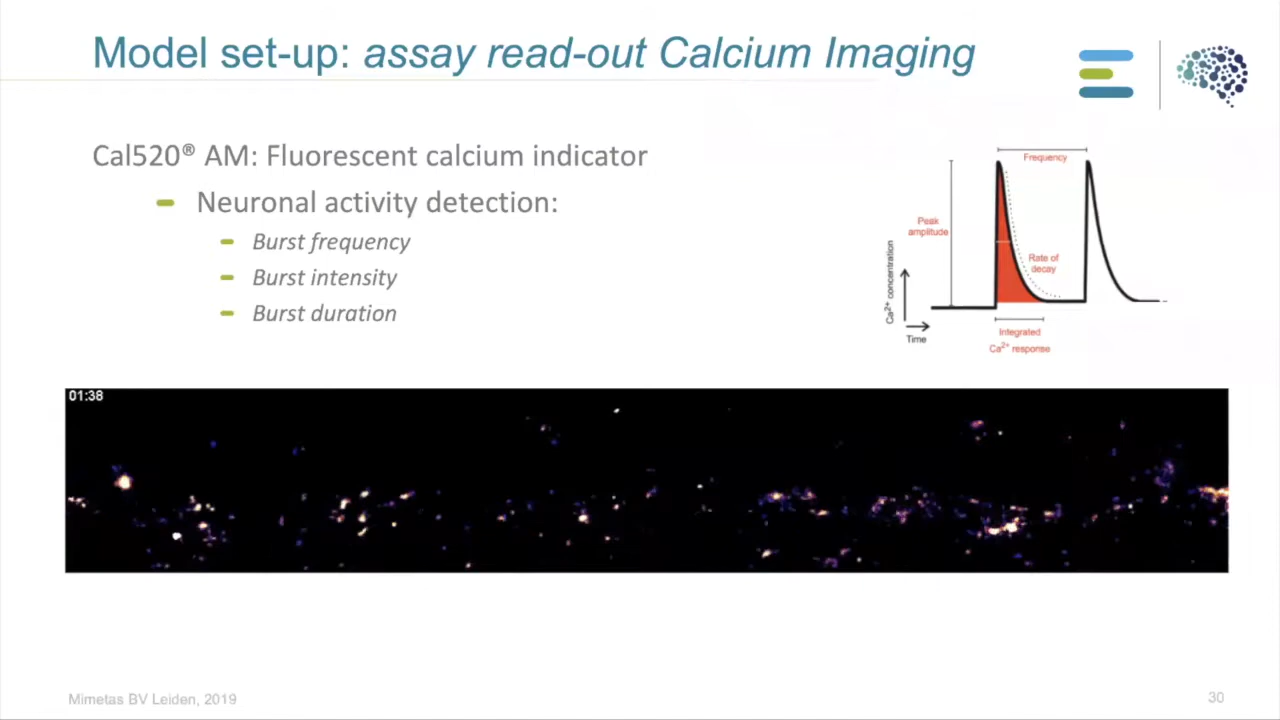 Model set-up: assay read-out Calcium Imaging
Cal520® AM: Fluorescent calcium indicator
Neuronal activity detection:
Burst frequency
Burst intensity
Burst duration
Frequency
Peak
amplitude
Rate of
decay
Ca²⁺ concentration
Time
Integrated
Ca²⁺ response
01:38
Mimetas BV Leiden, 2019
30